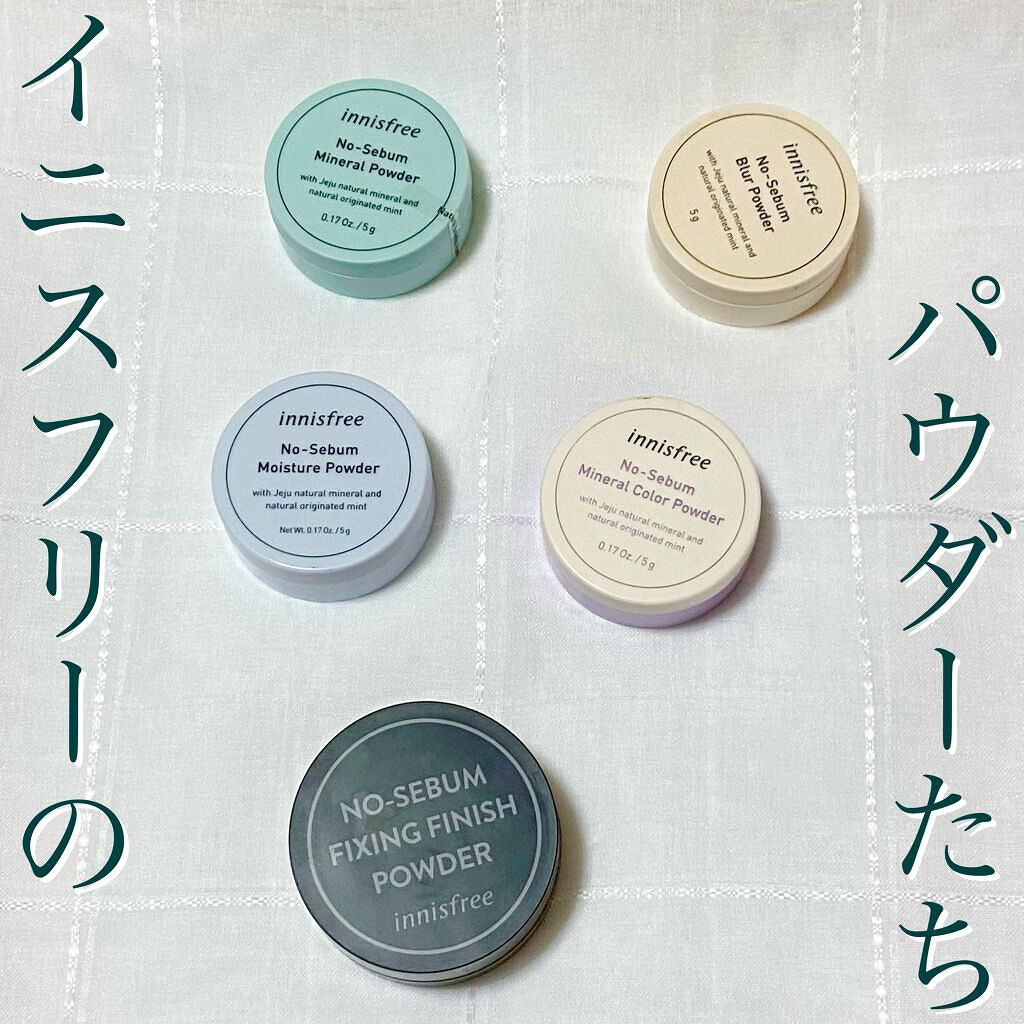 イニスフリーの
パウダーたち
innisfree
No-Sebum
Mineral Powder
with Jeju natural mineral and
natural originated mint
0.17 Oz. / 5 g
innisfree
No-Sebum
Blur Powder
with Jeju natural mineral and
natural originated mint
5 g
innisfree
No-Sebum
Moisture Powder
with Jeju natural mineral and
natural originated mint
Net Wt. 0.17 Oz. / 5 g
innisfree
No-Sebum
Mineral Color Powder
with Jeju natural mineral and
natural originated mint
0.17 Oz. / 5 g
NO-SEBUM
FIXING FINISH
POWDER
innisfree